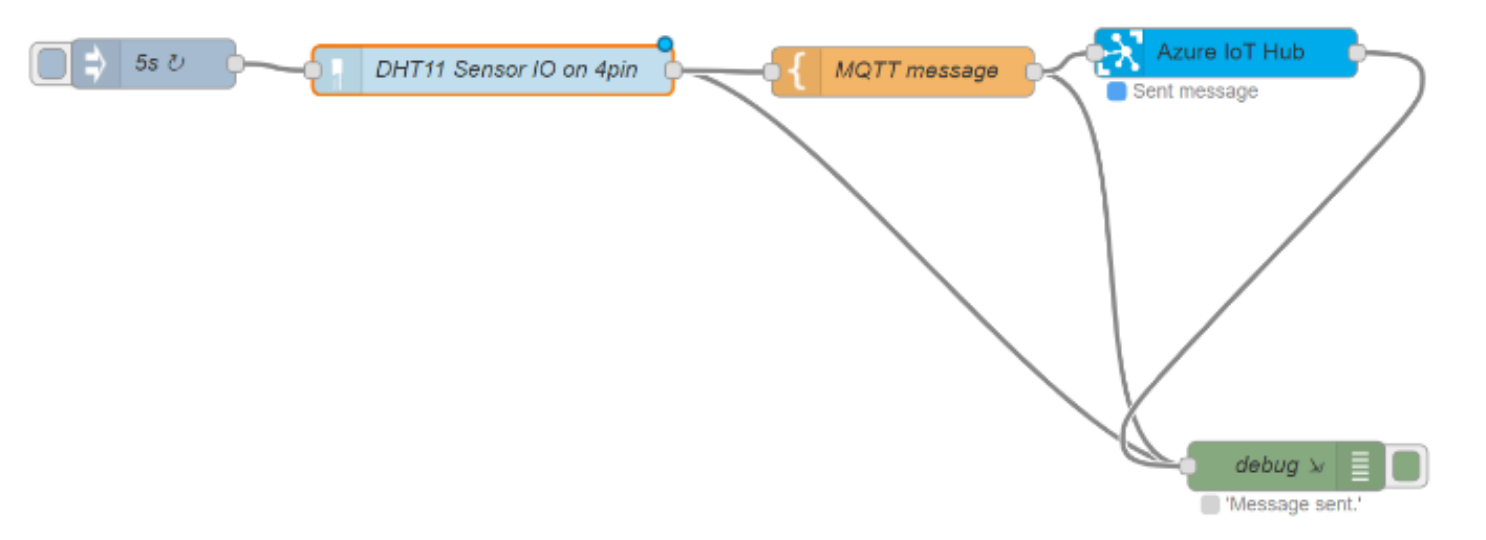 5s ↻
DHT11 Sensor IO on 4pin
MQTT message
Azure IoT Hub
Sent message
debug
'Message sent.'